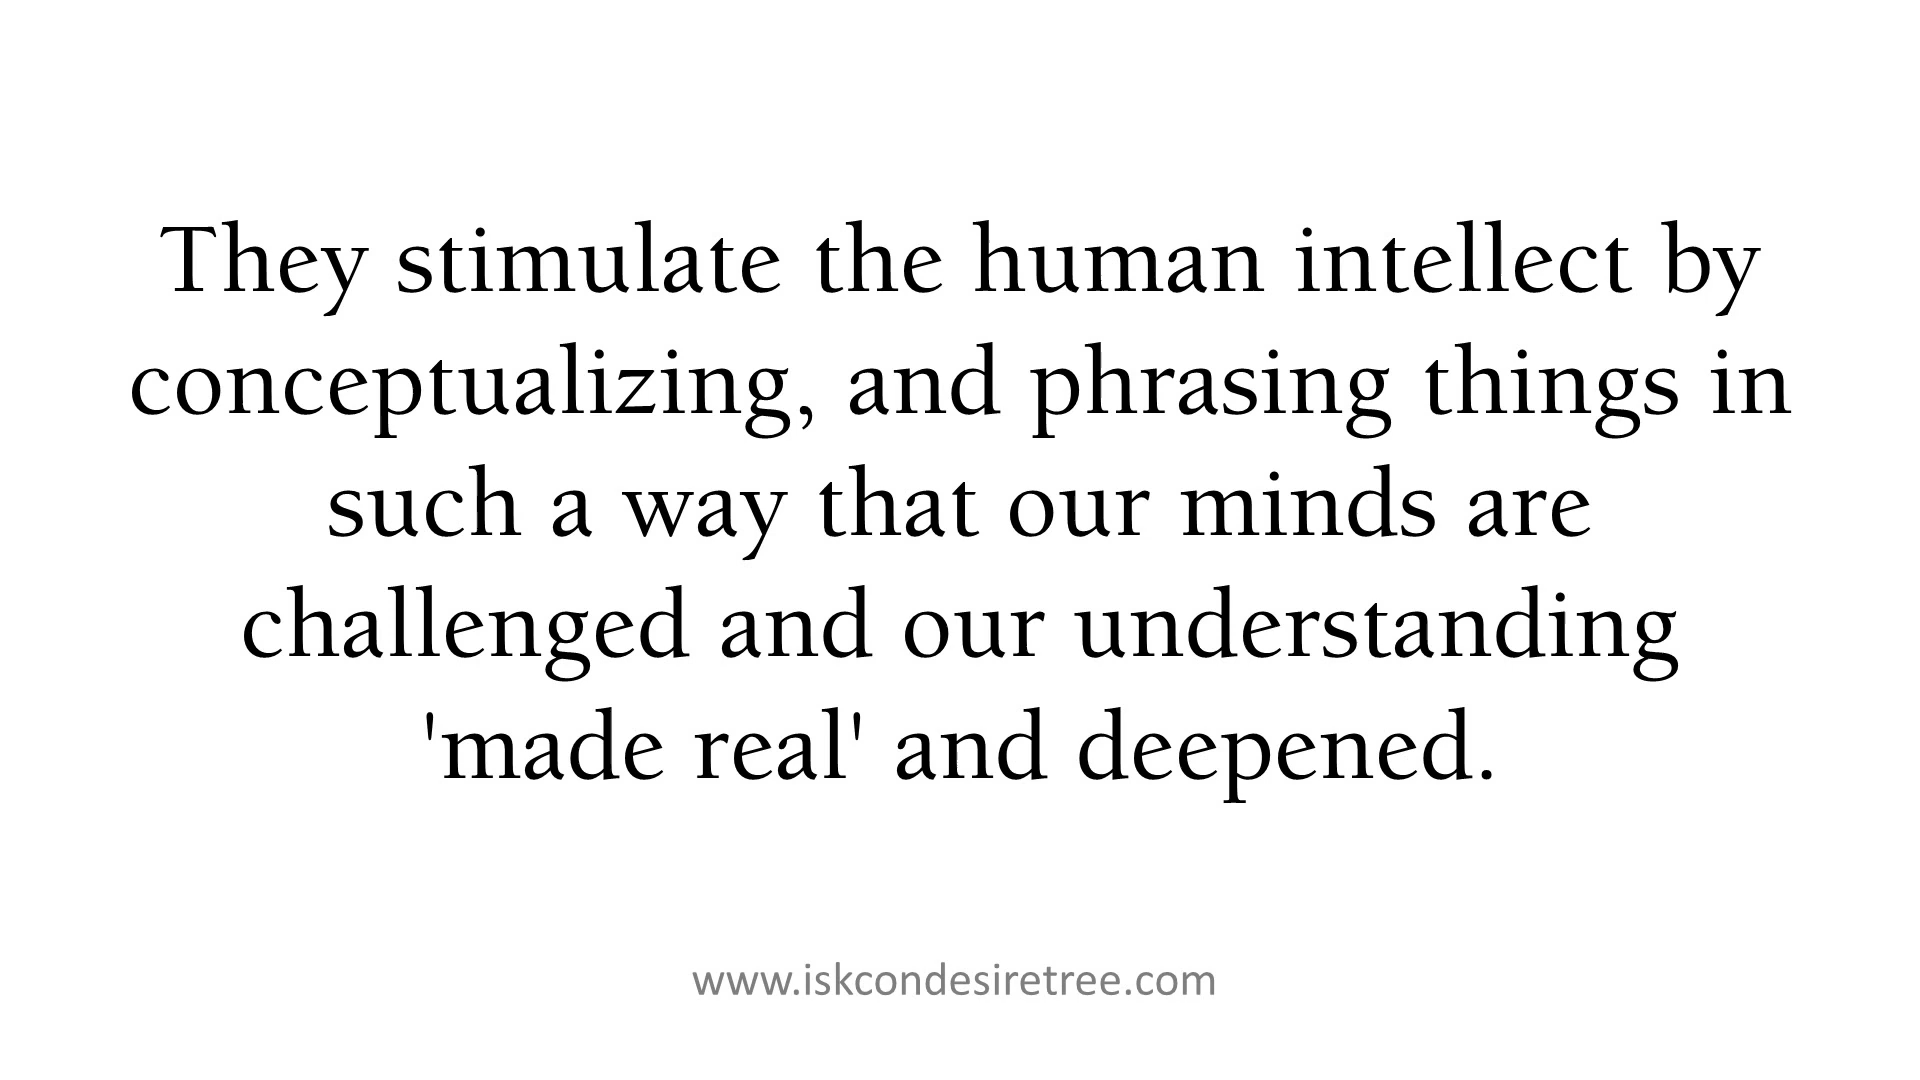 They stimulate the human intellect by
conceptualizing, and phrasing things in
such a way that our minds are
challenged and our understanding
'made real' and deepened.
www.iskcondesiretree.com